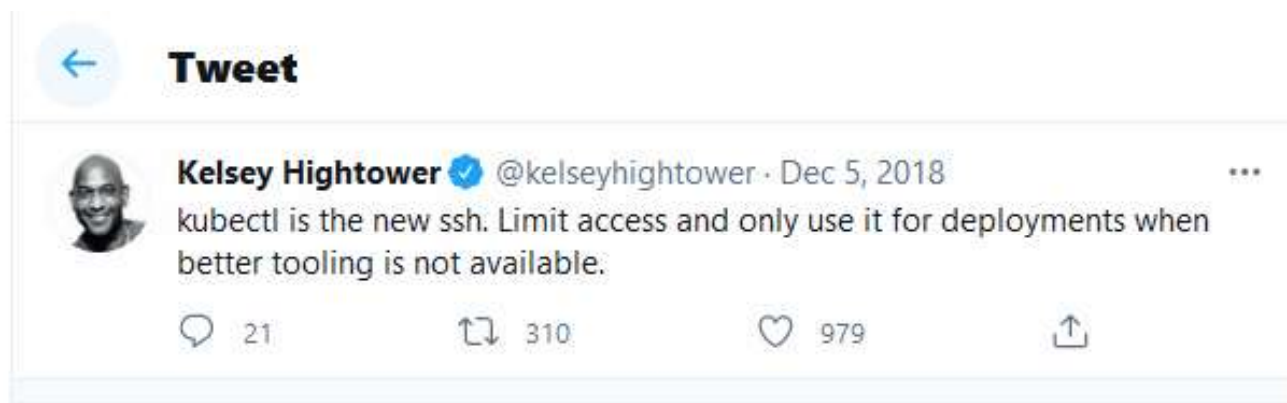 Tweet
Kelsey Hightower @kelseyhightower · Dec 5, 2018
kubectl is the new ssh. Limit access and only use it for deployments when
better tooling is not available.
21 310 979